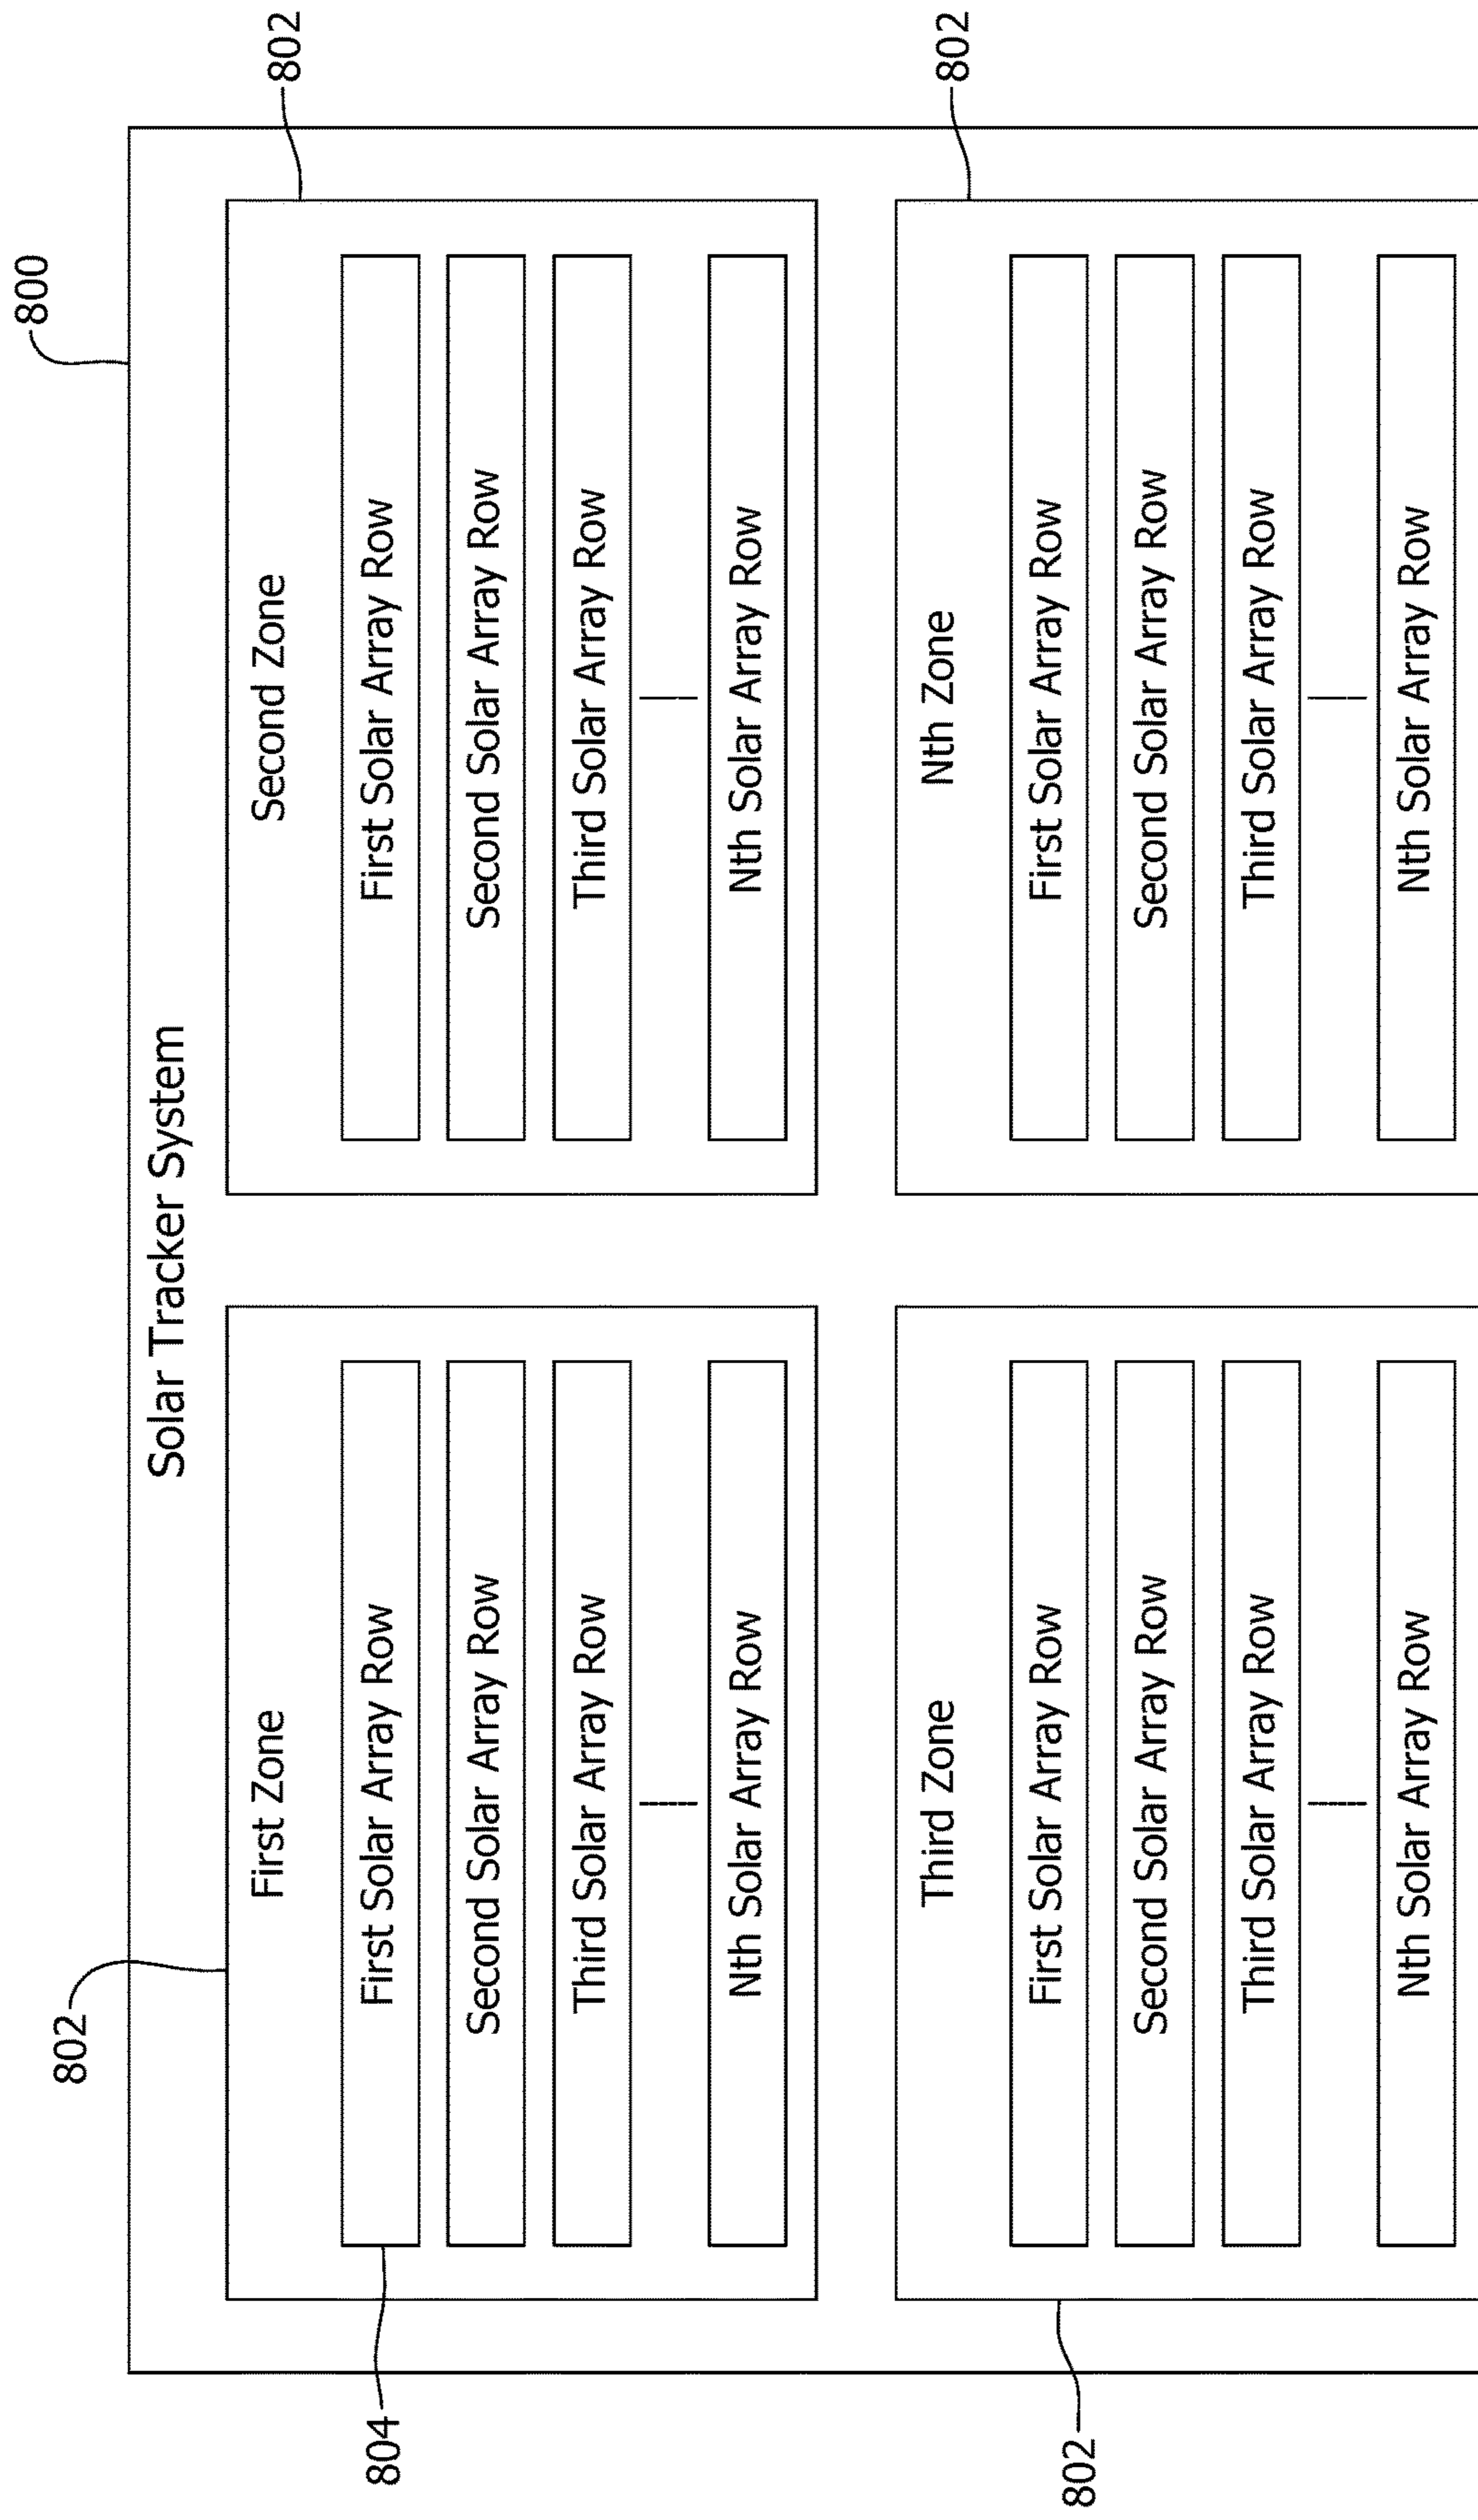 800
Solar Tracker System
802
First Zone
804
First Solar Array Row
Second Solar Array Row
Third Solar Array Row
Nth Solar Array Row
802
Second Zone
First Solar Array Row
Second Solar Array Row
Third Solar Array Row
Nth Solar Array Row
802
Third Zone
First Solar Array Row
Second Solar Array Row
Third Solar Array Row
Nth Solar Array Row
802
Nth Zone
First Solar Array Row
Second Solar Array Row
Third Solar Array Row
Nth Solar Array Row